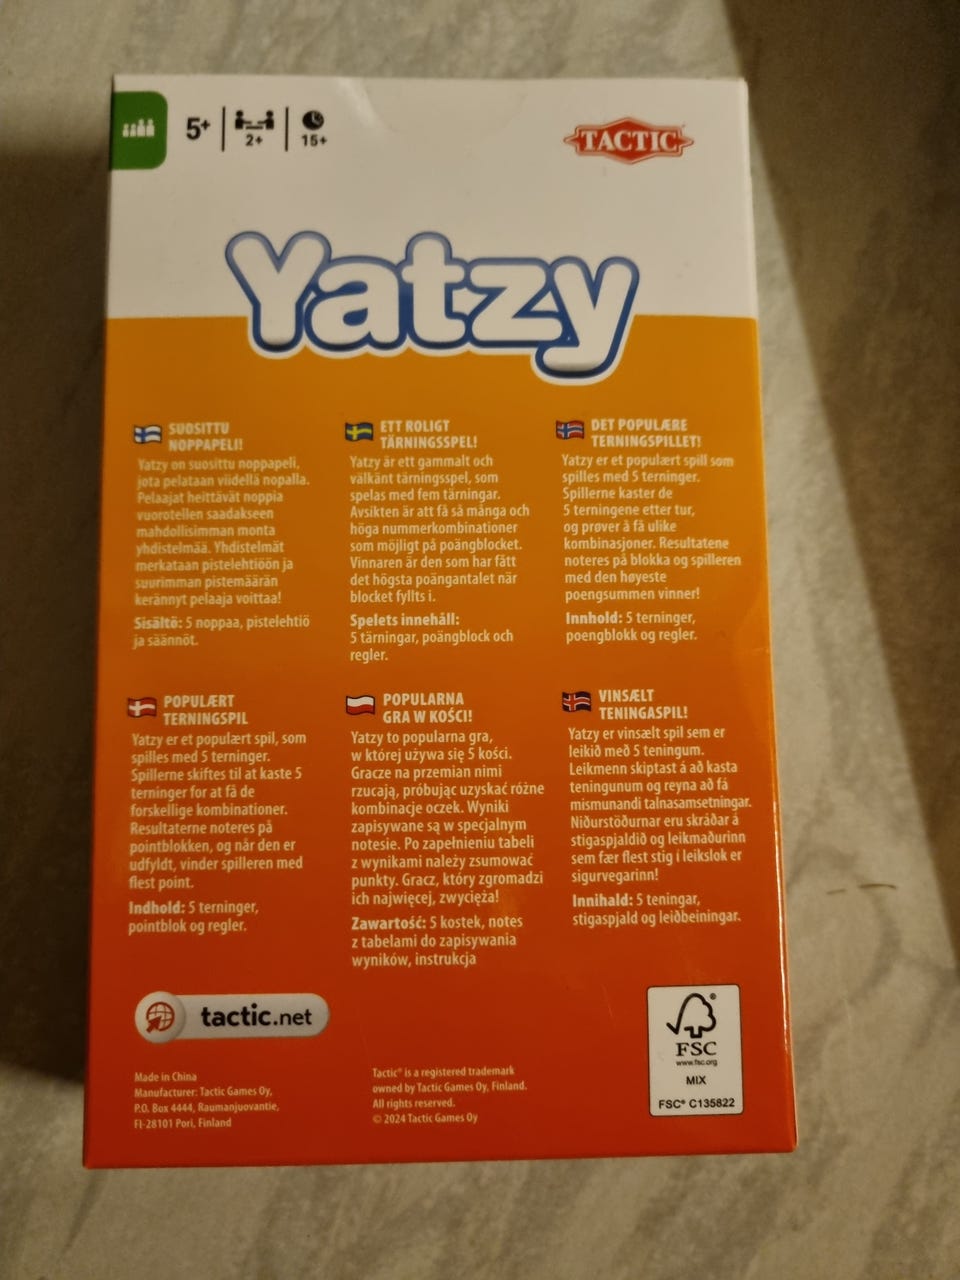 5+
2+
15+
TACTIC
Yatzy
SUOSITTU
NOPPAPELI!
Yatzy on suosittu noppapeli,
jota pelataan viidellä nopalla.
Pelaajat heittävät noppia
vuorotellen saadakseen
mahdollisimman monta
yhdistelmää. Yhdistelmät
merkataan pistelehtiöön ja
suurimman pistemäärän
kerännyt pelaaja voittaa!
Sisältö: 5 noppaa, pistelehtiö
ja säännöt.
ETT ROLIGT
TÄRNINGSSPEL!
Yatzy är ett gammalt och
välkänt tärningsspel, som
spelas med fem tärningar.
Avsikten är att få så många och
höga nummerkombinationer
som möjligt på poängblocket.
Vinnaren är den som har fått
det högsta poängantalet när
blocket fyllts i.
Spelets innehåll:
5 tärningar, poängblock och
regler.
DET POPULÆRE
TERNINGSPILLET!
Yatzy er et populært spill som
spilles med 5 terninger.
Spillerne kaster de
5 terningene etter tur,
og prøver å få ulike
kombinasjoner. Resultatene
noteres på blokka og spilleren
med den høyeste
poengsummen vinner!
Innhold: 5 terninger,
poengblokk og regler.
POPULÆRT
TERNINGSPIL
Yatzy er et populært spil, som
spilles med 5 terninger.
Spillerne skiftes til at kaste 5
terninger for at få de
forskellige kombinationer.
Resultaterne noteres på
pointblokken, og når den er
udfyldt, vinder spilleren med
flest point.
Indhold: 5 terninger,
pointblok og regler.
POPULARNA
GRA W KOŚCI!
Yatzy to popularna gra,
w której używa się 5 kości.
Gracze na przemian nimi
rzucają, próbując uzyskać różne
kombinacje oczek. Wyniki
zapisywane są w specjalnym
notesie. Po zapełnieniu tabeli
z wynikami należy zsumować
punkty. Gracz, który zgromadzi
ich najwięcej, zwycięża!
Zawartość: 5 kostek, notes
z tabelami do zapisywania
wyników, instrukcja
VINSÆLT
TENINGASPIL!
Yatzy er vinsælt spil sem er
leikið með 5 teningum.
Leikmenn skiptast á að kasta
teningunum og reyna að fá
mismunandi talnasamsetningar.
Niðurstöðurnar eru skráðar á
stigaspjaldið og leikmaðurinn
sem fær flest stig í leikslok er
sigurvegarinn!
Innihald: 5 teningar,
stigaspjald og leiðbeiningar.
tactic.net
Made in China
Manufacturer: Tactic Games Oy,
P.O. Box 4444, Raumanjuovantie,
FI-28101 Pori, Finland
Tactic® is a registered trademark
owned by Tactic Games Oy, Finland.
All rights reserved.
© 2024 Tactic Games Oy
FSC
www.fsc.org
MIX
FSC® C135822